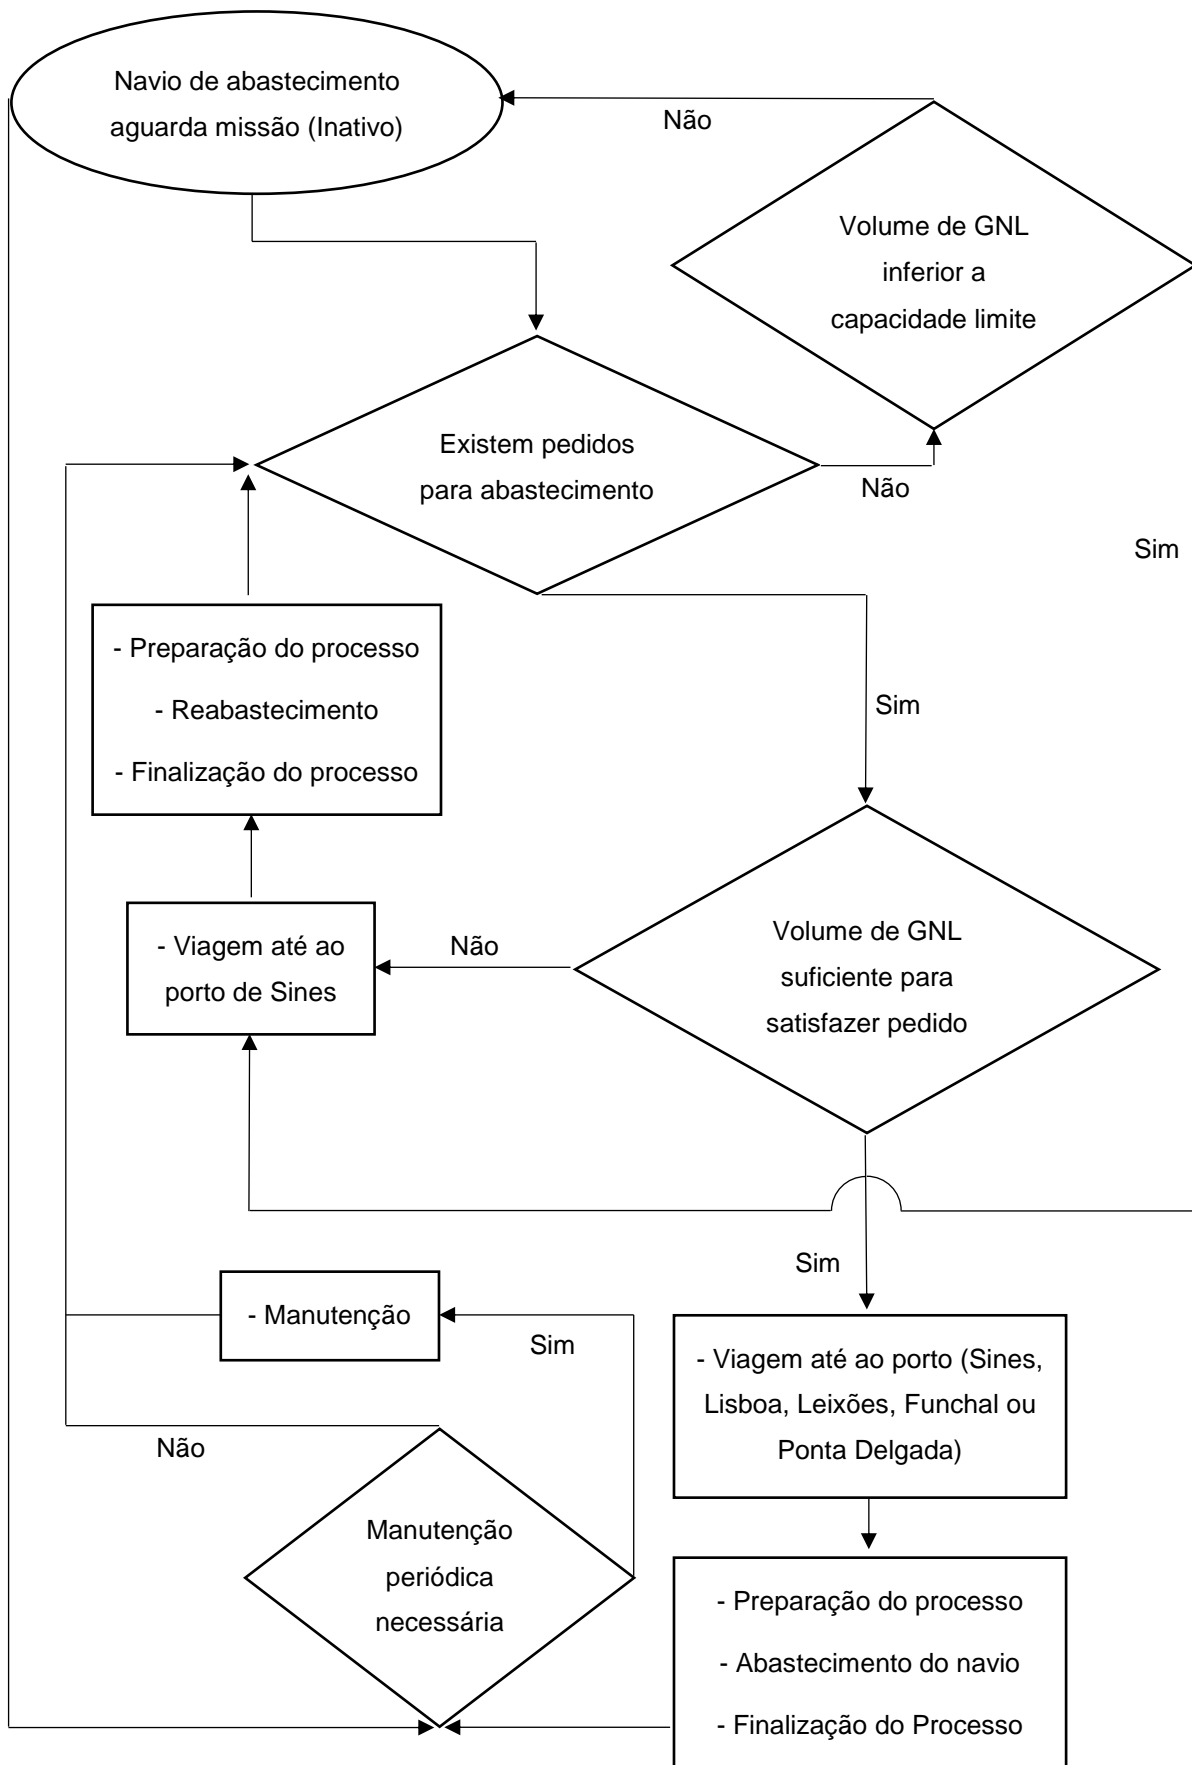 Navio de abastecimento
aguarda missão (Inativo)
Não
Volume de GNL
inferior a
capacidade limite
Existem pedidos
para abastecimento
Não
Sim
- Preparação do processo
- Reabastecimento
- Finalização do processo
Sim
- Viagem até ao
porto de Sines
Não
Volume de GNL
suficiente para
satisfazer pedido
Sim
- Manutenção
Sim
- Viagem até ao porto (Sines,
Lisboa, Leixões, Funchal ou
Ponta Delgada)
Não
Manutenção
periódica
necessária
- Preparação do processo
- Abastecimento do navio
- Finalização do Processo